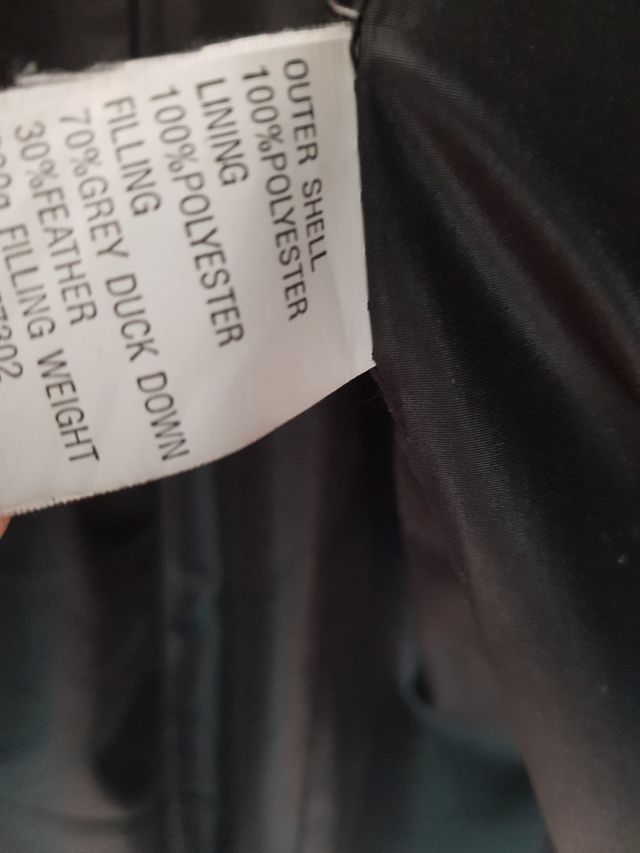 OUTER SHELL
100%POLYESTER
LINING
100%POLYESTER
FILLING
70%GREY DUCK DOWN
30%FEATHER
FILLING WEIGHT